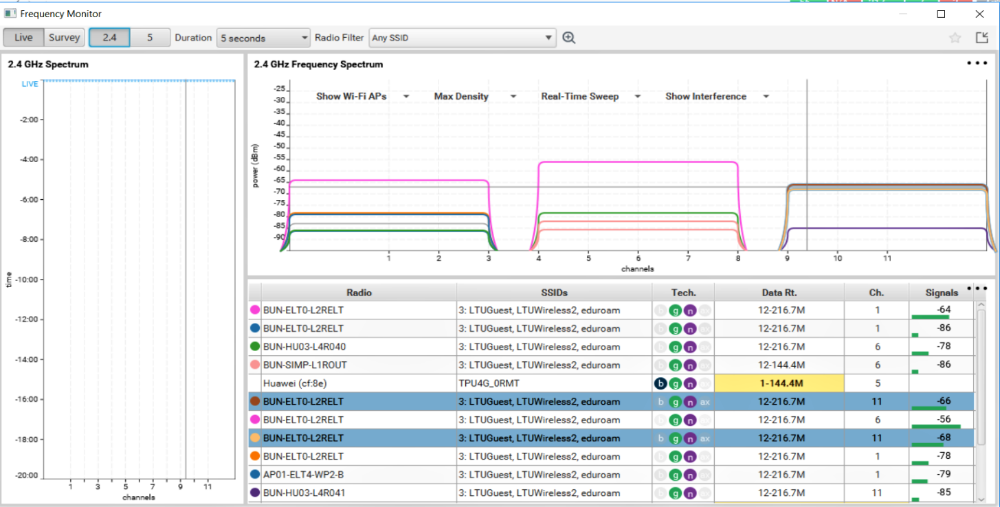 Frequency Monitor
Live Survey 2.4 5 Duration 5 seconds Radio Filter Any SSID
2.4 GHz Spectrum
LIVE
-2:00
-4:00
-6:00
-8:00
-10:00
-12:00
-14:00
-16:00
-18:00
-20:00
time
1 3 5 7 9 11
channels
2.4 GHz Frequency Spectrum
Show Wi-Fi APs Max Density Real-Time Sweep Show Interference
-25
-30
-35
-40
-45
-50
-55
-60
-65
-70
-75
-80
-85
-90
power (dBm)
1 2 3 4 5 6 7 8 9 10 11
channels
Radio SSIDs Tech. Data Rt. Ch. Signals
BUN-ELT0-L2RELT 3: LTUGuest, LTUWireless2, eduroam b g n ax 12-216.7M 1 -64
BUN-ELT0-L2RELT 3: LTUGuest, LTUWireless2, eduroam b g n ax 12-216.7M 1 -86
BUN-HU03-L4R040 3: LTUGuest, LTUWireless2, eduroam b g n ax 12-216.7M 6 -78
BUN-SIMP-L1ROUT 3: LTUGuest, LTUWireless2, eduroam b g n ax 12-144.4M 6 -86
Huawei (cf:8e) TPU4G_0RMT b g n ax 1-144.4M 5
BUN-ELT0-L2RELT 3: LTUGuest, LTUWireless2, eduroam b g n ax 12-216.7M 11 -66
BUN-ELT0-L2RELT 3: LTUGuest, LTUWireless2, eduroam b g n ax 12-216.7M 6 -56
BUN-ELT0-L2RELT 3: LTUGuest, LTUWireless2, eduroam b g n ax 12-216.7M 11 -68
BUN-ELT0-L2RELT 3: LTUGuest, LTUWireless2, eduroam b g n ax 12-216.7M 1 -78
AP01-ELT4-WP2-B 3: LTUGuest, LTUWireless2, eduroam b g n ax 12-216.7M 1 -79
BUN-HU03-L4R041 3: LTUGuest, LTUWireless2, eduroam b g n ax 12-216.7M 11 -85